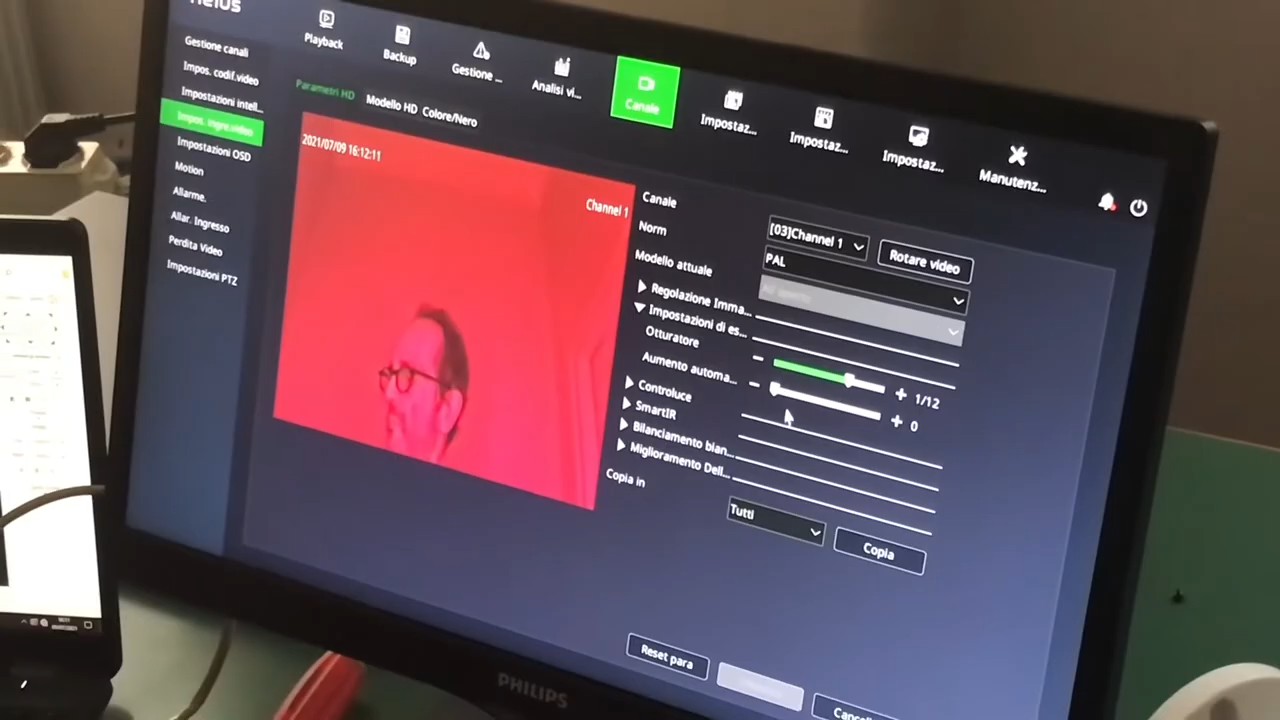 Playback
Backup
Gestione ...
Analisi vi...
Canale
Impostaz...
Impostaz...
Impostaz...
Manutenz...
Gestione canali
Impos. codif.video
Impostazioni intell...
Impos. ingre.video
Impostazioni OSD
Motion
Allarme.
Allar. Ingresso
Perdita Video
Impostazioni PTZ
Parametri HD
Modello HD
Colore/Nero
2021/07/09 16:12:11
Channel 1
Canale
[03]Channel 1
Rotare video
Norm
PAL
Modello attuale
Regolazione Imma...
Impostazioni di es...
Otturatore
1/12
Aumento automa...
0
Controluce
SmartIR
Bilanciamento bian...
Miglioramento Dell...
Copia in
Tutti
Copia
Reset para
PHILIPS